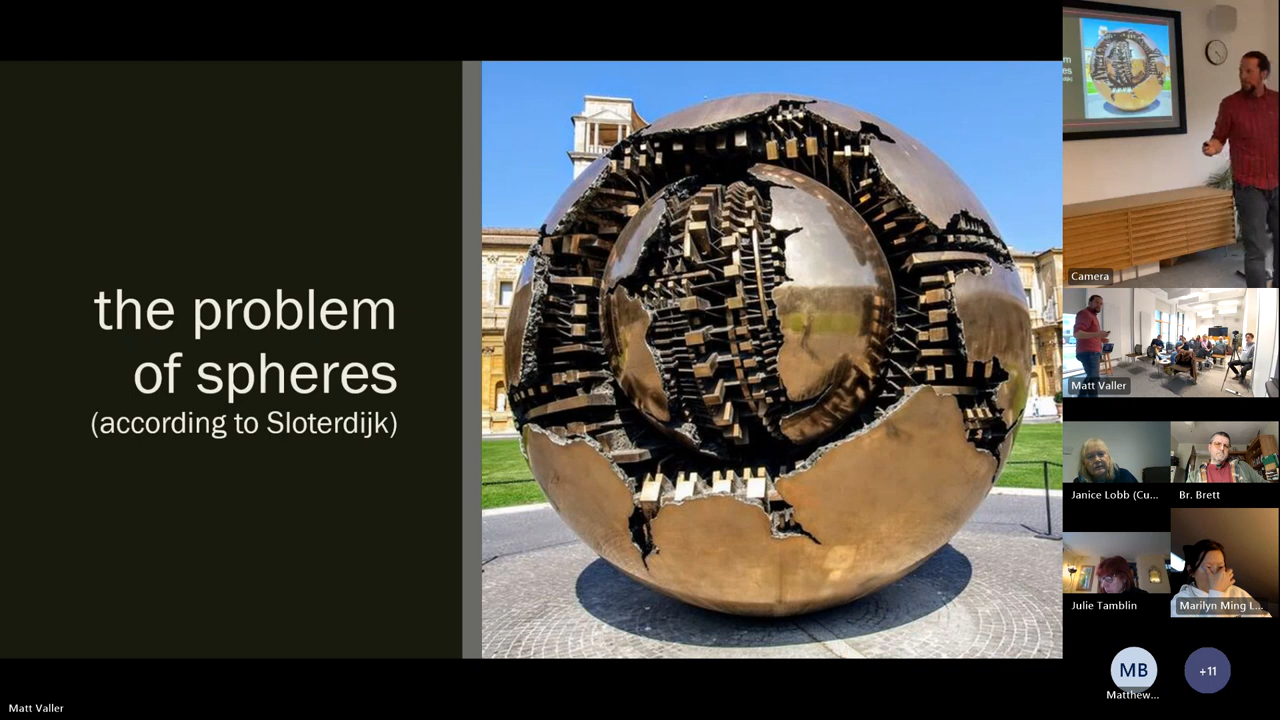 the problem
of spheres
(according to Sloterdijk)
Camera
Matt Valler
Janice Lobb (Cu...
Br. Brett
Julie Tamblin
Marilyn Ming L...
MB
+11
Matthew...
Matt Valler